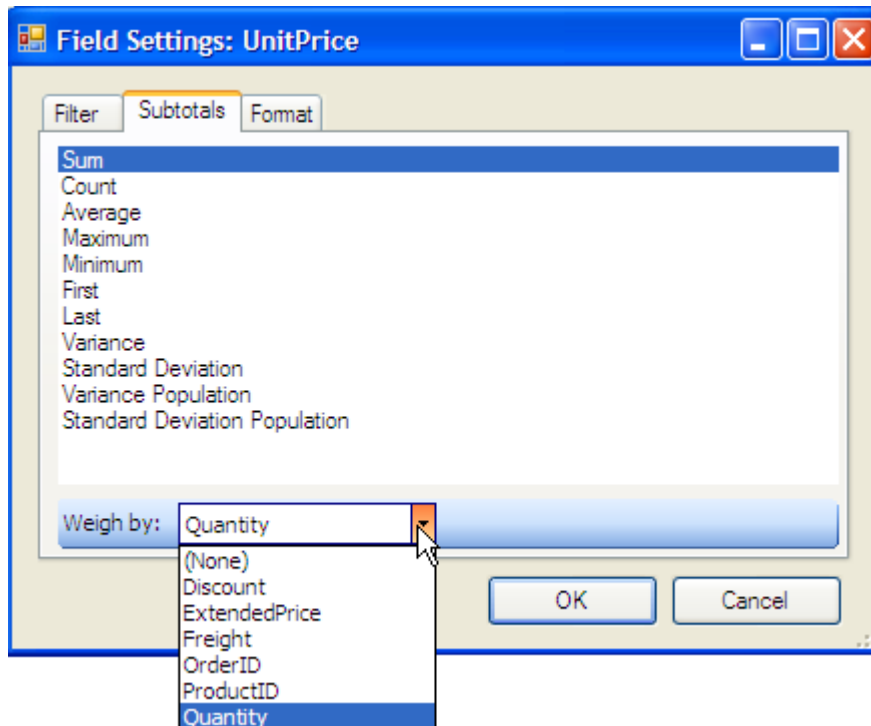 Field Settings: UnitPrice
Filter Subtotals Format
Sum
Count
Average
Maximum
Minimum
First
Last
Variance
Standard Deviation
Variance Population
Standard Deviation Population
Weigh by: Quantity
(None)
Discount
ExtendedPrice
Freight
OrderID
ProductID
Quantity
OK Cancel